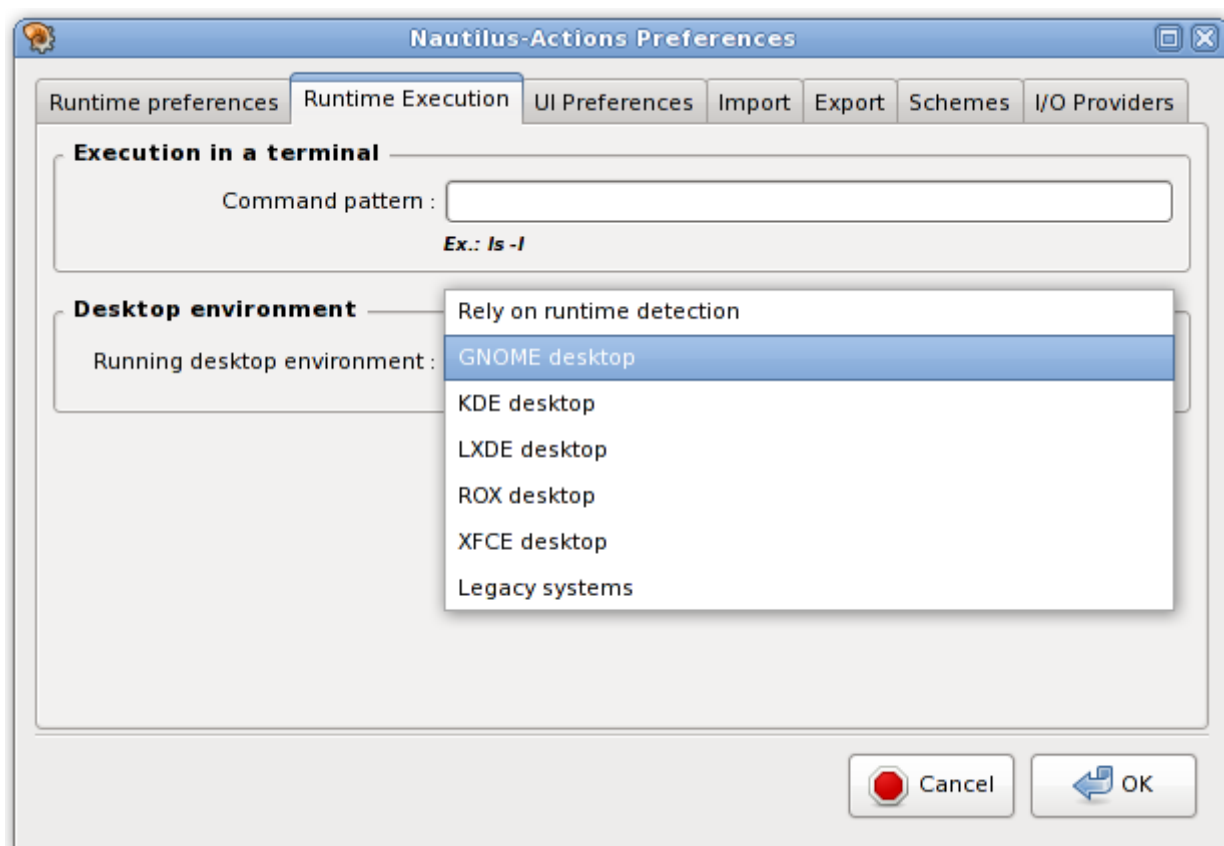 Nautilus-Actions Preferences
Runtime preferences Runtime Execution UI Preferences Import Export Schemes I/O Providers
Execution in a terminal
Command pattern :
Ex.: ls -l
Desktop environment
Running desktop environment :
Rely on runtime detection
GNOME desktop
KDE desktop
LXDE desktop
ROX desktop
XFCE desktop
Legacy systems
Cancel OK